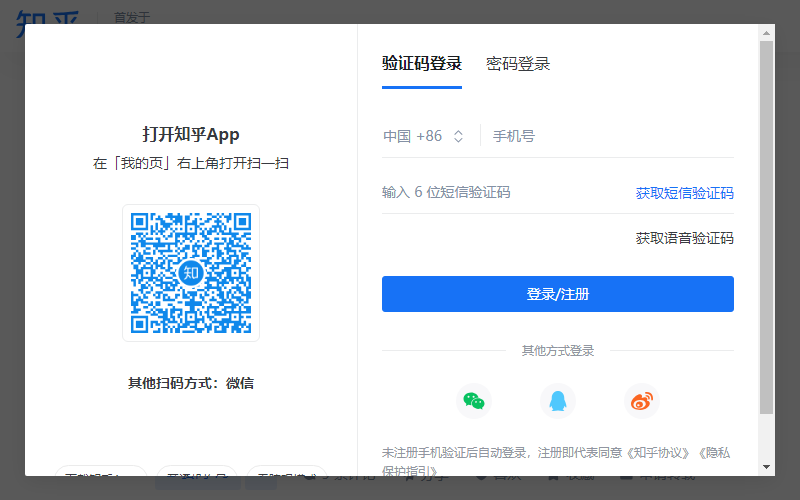 知乎
首发于
打开知乎App
在「我的页」右上角打开扫一扫
知
其他扫码方式：微信
验证码登录
密码登录
中国 +86
手机号
输入 6 位短信验证码
获取短信验证码
获取语音验证码
登录/注册
其他方式登录
未注册手机验证后自动登录，注册即代表同意《知乎协议》《隐私
保护指引》